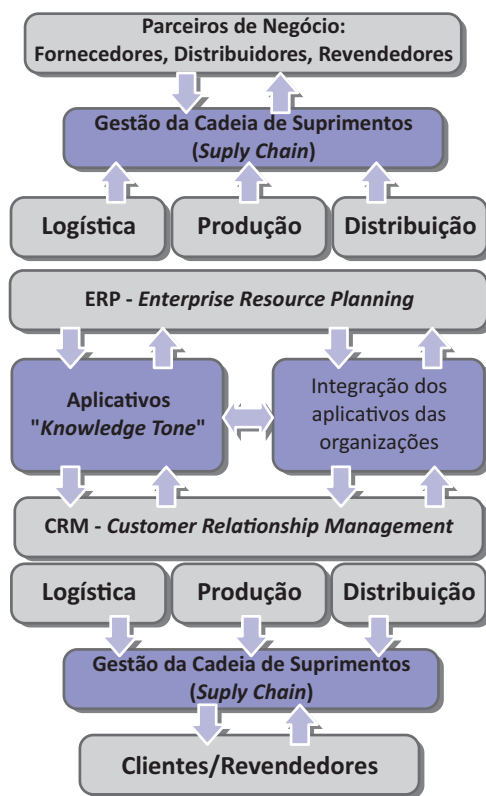 Parceiros de Negócio:
Fornecedores, Distribuidores, Revendedores
Gestão da Cadeia de Suprimentos
(Suply Chain)
Logística
Produção
Distribuição
ERP - Enterprise Resource Planning
Aplicativos
"Knowledge Tone"
Integração dos
aplicativos das
organizações
CRM - Customer Relationship Management
Logística
Produção
Distribuição
Gestão da Cadeia de Suprimentos
(Suply Chain)
Clientes/Revendedores